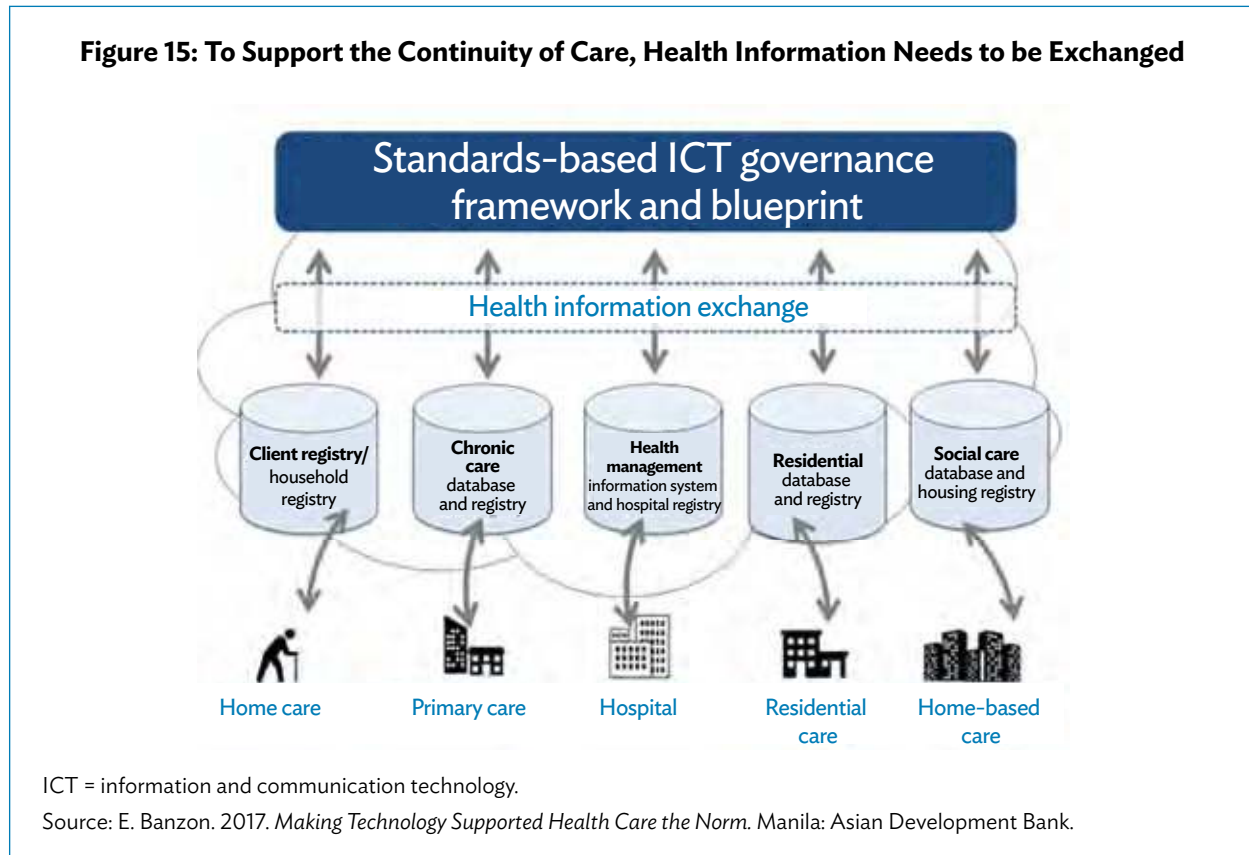 Figure 15: To Support the Continuity of Care, Health Information Needs to be Exchanged
Standards-based ICT governance
framework and blueprint
Health information exchange
Client registry/
household
registry
Chronic
care
database
and registry
Health
management
information system
and hospital registry
Residential
database
and registry
Social care
database and
housing registry
Home care
Primary care
Hospital
Residential
care
Home-based
care
ICT = information and communication technology.
Source: E. Banzon. 2017. Making Technology Supported Health Care the Norm. Manila: Asian Development Bank.